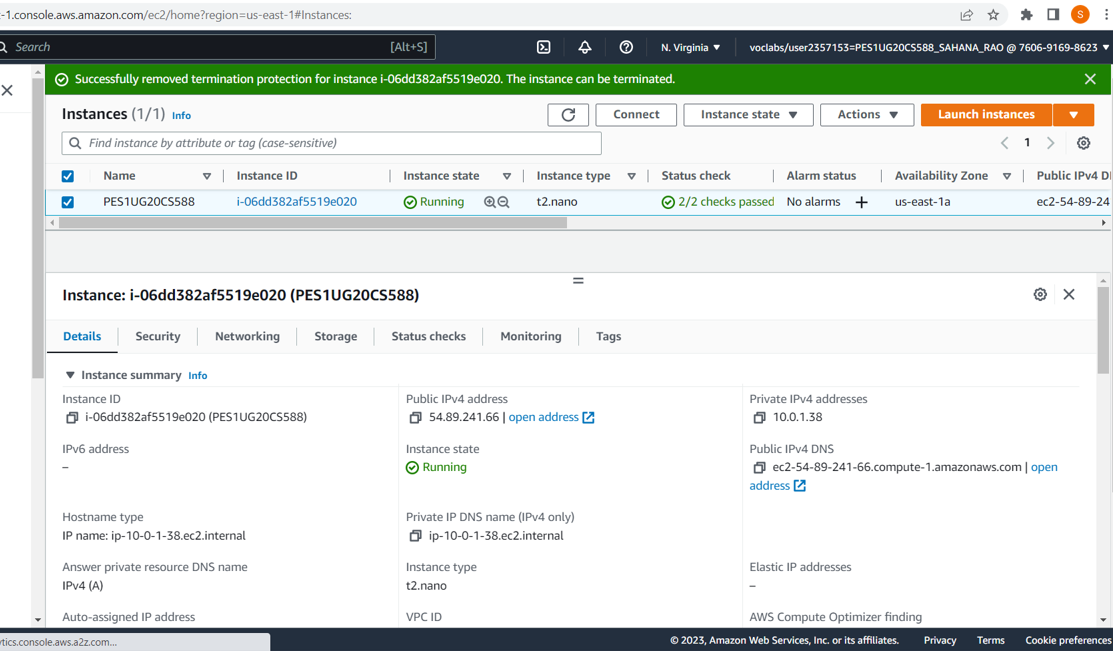 -1.console.aws.amazon.com/ec2/home?region=us-east-1#Instances:
S
Search [Alt+S] N. Virginia ▼ voclabs/user2357153=PES1UG20CS588_SAHANA_RAO @ 7606-9169-8623 ▼
Successfully removed termination protection for instance i-06dd382af5519e020. The instance can be terminated.
Instances (1/1) Info Connect Instance state ▼ Actions ▼ Launch instances ▼
Find instance by attribute or tag (case-sensitive) 1
Name Instance ID Instance state Instance type Status check Alarm status Availability Zone Public IPv4 D
PES1UG20CS588 i-06dd382af5519e020 Running t2.nano 2/2 checks passed No alarms + us-east-1a ec2-54-89-24
Instance: i-06dd382af5519e020 (PES1UG20CS588)
Details Security Networking Storage Status checks Monitoring Tags
▼ Instance summary Info
Instance ID Public IPv4 address Private IPv4 addresses
i-06dd382af5519e020 (PES1UG20CS588) 54.89.241.66 | open address 10.0.1.38
IPv6 address Instance state Public IPv4 DNS
– Running ec2-54-89-241-66.compute-1.amazonaws.com | open
address
Hostname type Private IP DNS name (IPv4 only)
IP name: ip-10-0-1-38.ec2.internal ip-10-0-1-38.ec2.internal
Answer private resource DNS name Instance type Elastic IP addresses
IPv4 (A) t2.nano –
Auto-assigned IP address VPC ID AWS Compute Optimizer finding
ytics.console.aws.a2z.com... © 2023, Amazon Web Services, Inc. or its affiliates. Privacy Terms Cookie preferences